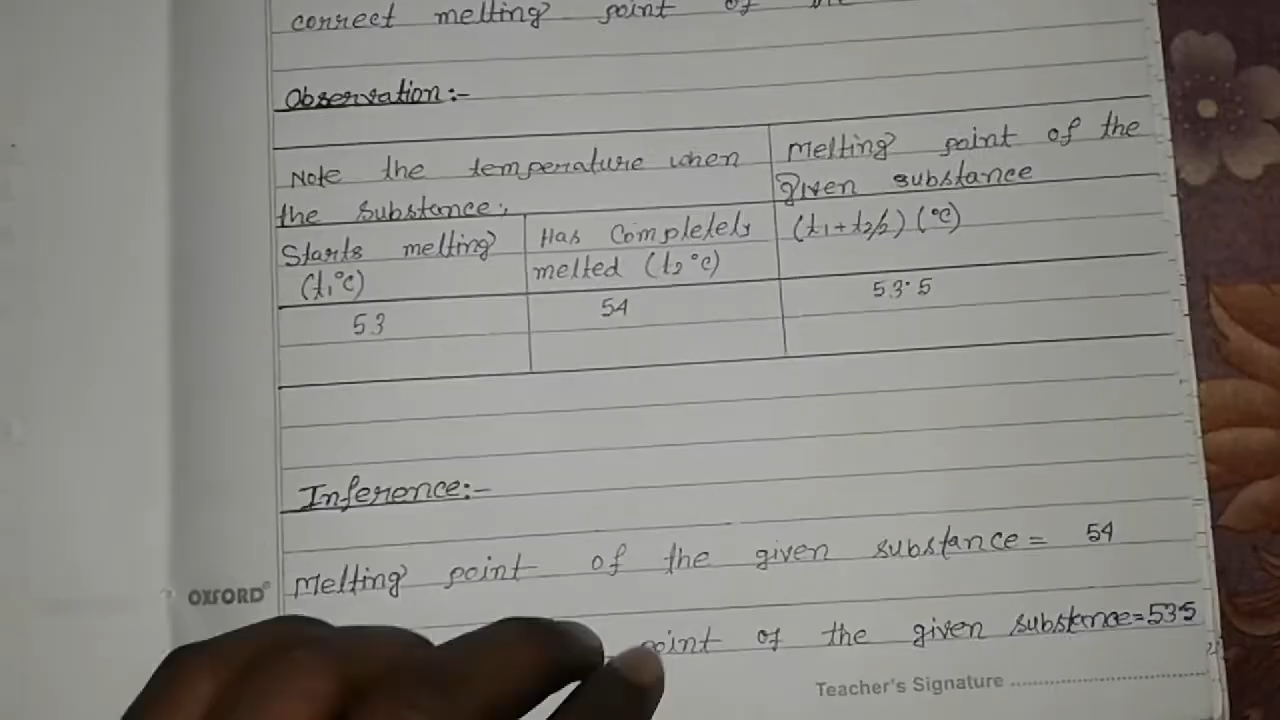 correct melting point of
Observation:-
Note the temperature when
the substance:
Melting point of the
given substance
Starts melting
(t₁°c)
Has Completely
melted (t₂°c)
(t₁+t₂/2) (°c)
53
54
53.5
Inference:-
Melting point of the given substance= 54
point of the given substance=535
OXFORD®
Teacher's Signature